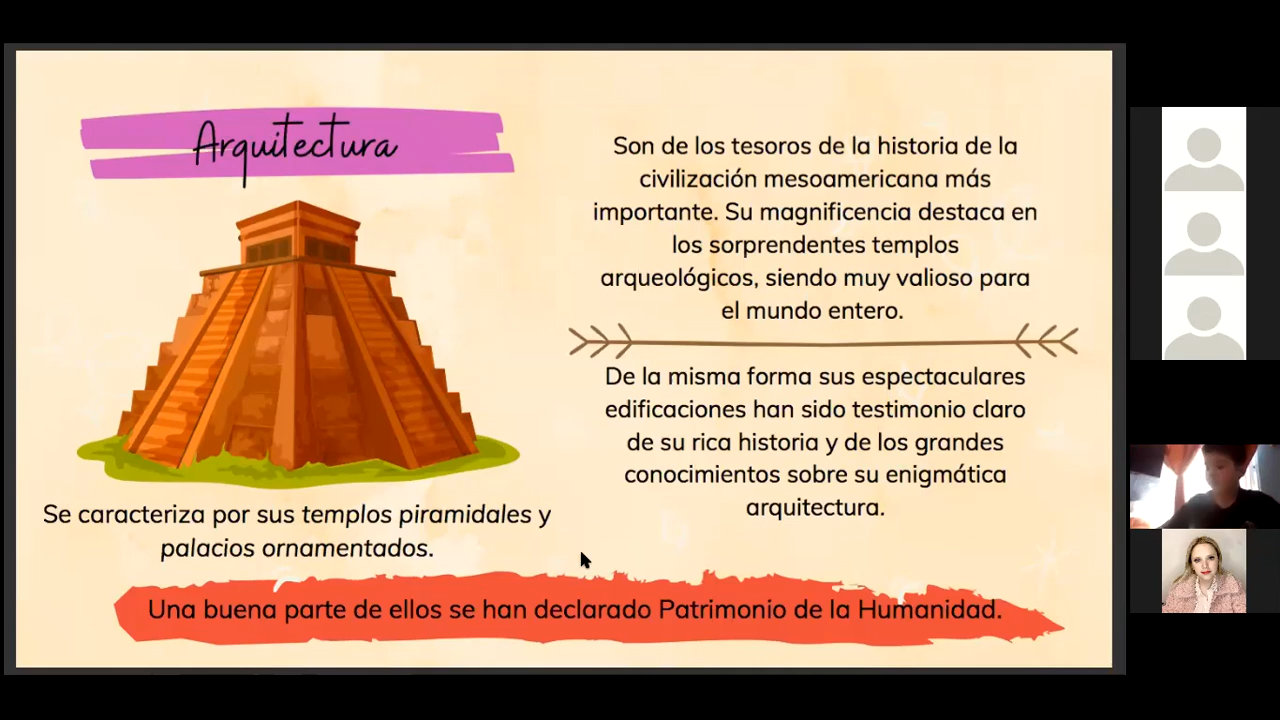 Arquitectura
Se caracteriza por sus templos piramidales y
palacios ornamentados.
Son de los tesoros de la historia de la
civilización mesoamericana más
importante. Su magnificencia destaca en
los sorprendentes templos
arqueológicos, siendo muy valioso para
el mundo entero.
De la misma forma sus espectaculares
edificaciones han sido testimonio claro
de su rica historia y de los grandes
conocimientos sobre su enigmática
arquitectura.
Una buena parte de ellos se han declarado Patrimonio de la Humanidad.